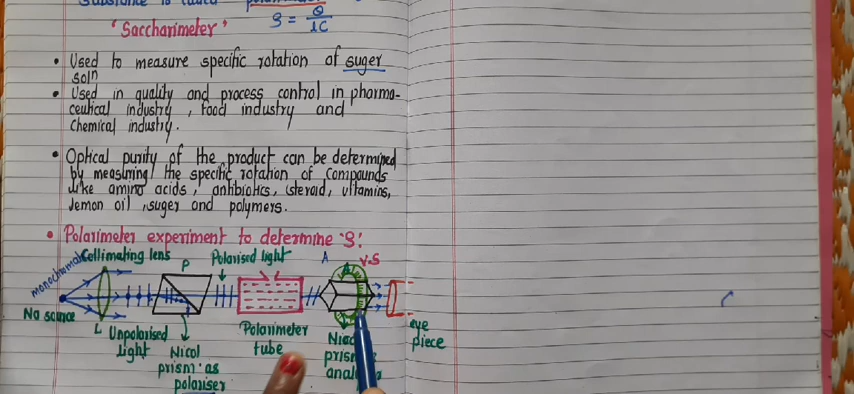 Substance is called
S = θ / lC
"Saccharimeter"
• Used to measure specific rotation of suger
soln
• Used in quality and process control in pharma-
ceutical industry, Food industry and
Chemical industry.
• Optical purity of the product can be determined
by measuring the specific rotation of compounds
like amino acids, antibiotics, steroid, vitamins,
lemon oil, suger and polymers.
• Polarimeter experiment to determine 'S'.
Collimating lens
P
Polarised light
A
V.S
Na source
L
Unpolarised
light
Nicol
prism as
polariser
Polarimeter
tube
prism
eye
piece